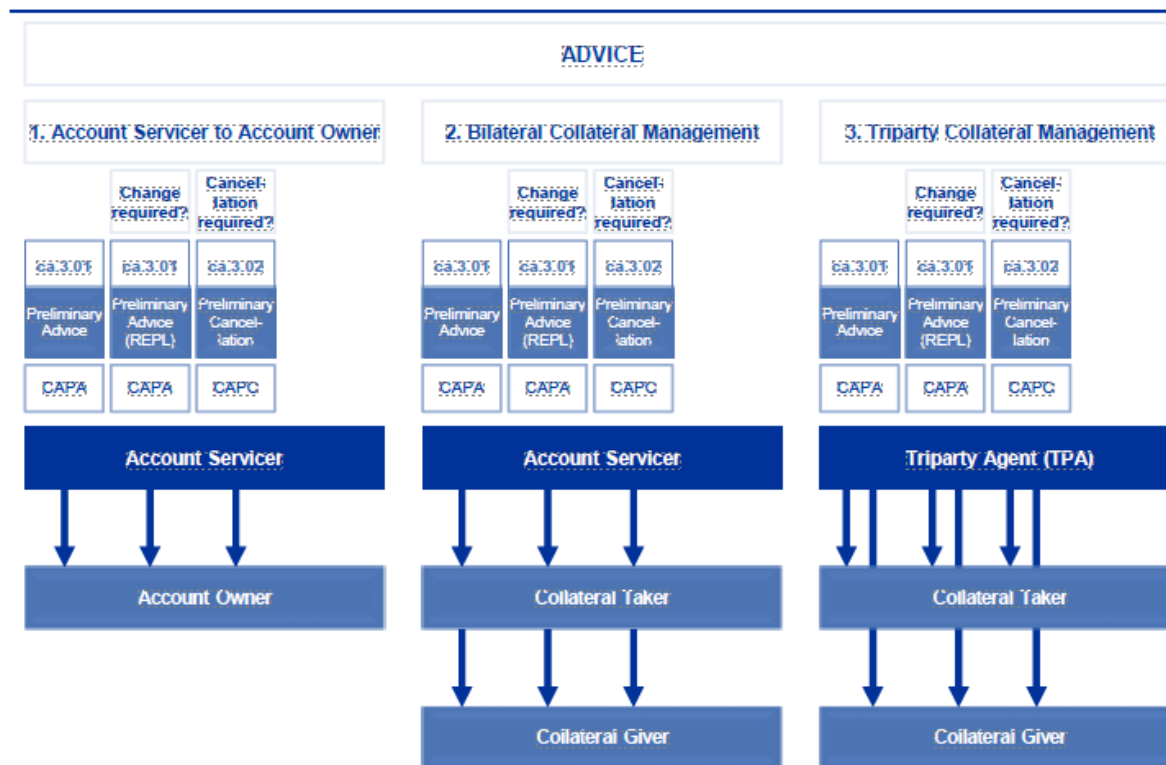 ADVICE
1. Account Servicer to Account Owner
2. Bilateral Collateral Management
3. Triparty Collateral Management
Change
required?
Cancel-
lation
required?
Change
required?
Cancel-
lation
required?
Change
required?
Cancel-
lation
required?
ca.3.01
ca.3.01
ca.3.02
ca.3.01
ca.3.01
ca.3.02
ca.3.01
ca.3.01
ca.3.02
Preliminary
Advice
Preliminary
Advice
(REPL)
Preliminary
Cancel-
lation
Preliminary
Advice
Preliminary
Advice
(REPL)
Preliminary
Cancel-
lation
Preliminary
Advice
Preliminary
Advice
(REPL)
Preliminary
Cancel-
lation
CAPA
CAPA
CAPC
CAPA
CAPA
CAPC
CAPA
CAPA
CAPC
Account Servicer
Account Servicer
Triparty Agent (TPA)
Account Owner
Collateral Taker
Collateral Taker
Collateral Giver
Collateral Giver